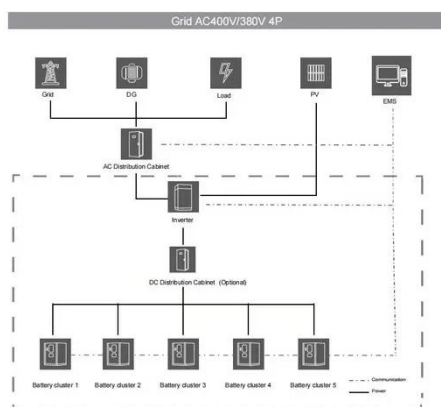 Grid AC400V/380V 4P
Grid
DG
Load
PV
EMS
AC Distribution Cabinet
Inverter
DC Distribution Cabinet (Optional)
Battery cluster 1
Battery cluster 2
Battery cluster 3
Battery cluster 4
Battery cluster 5
Communication
Power